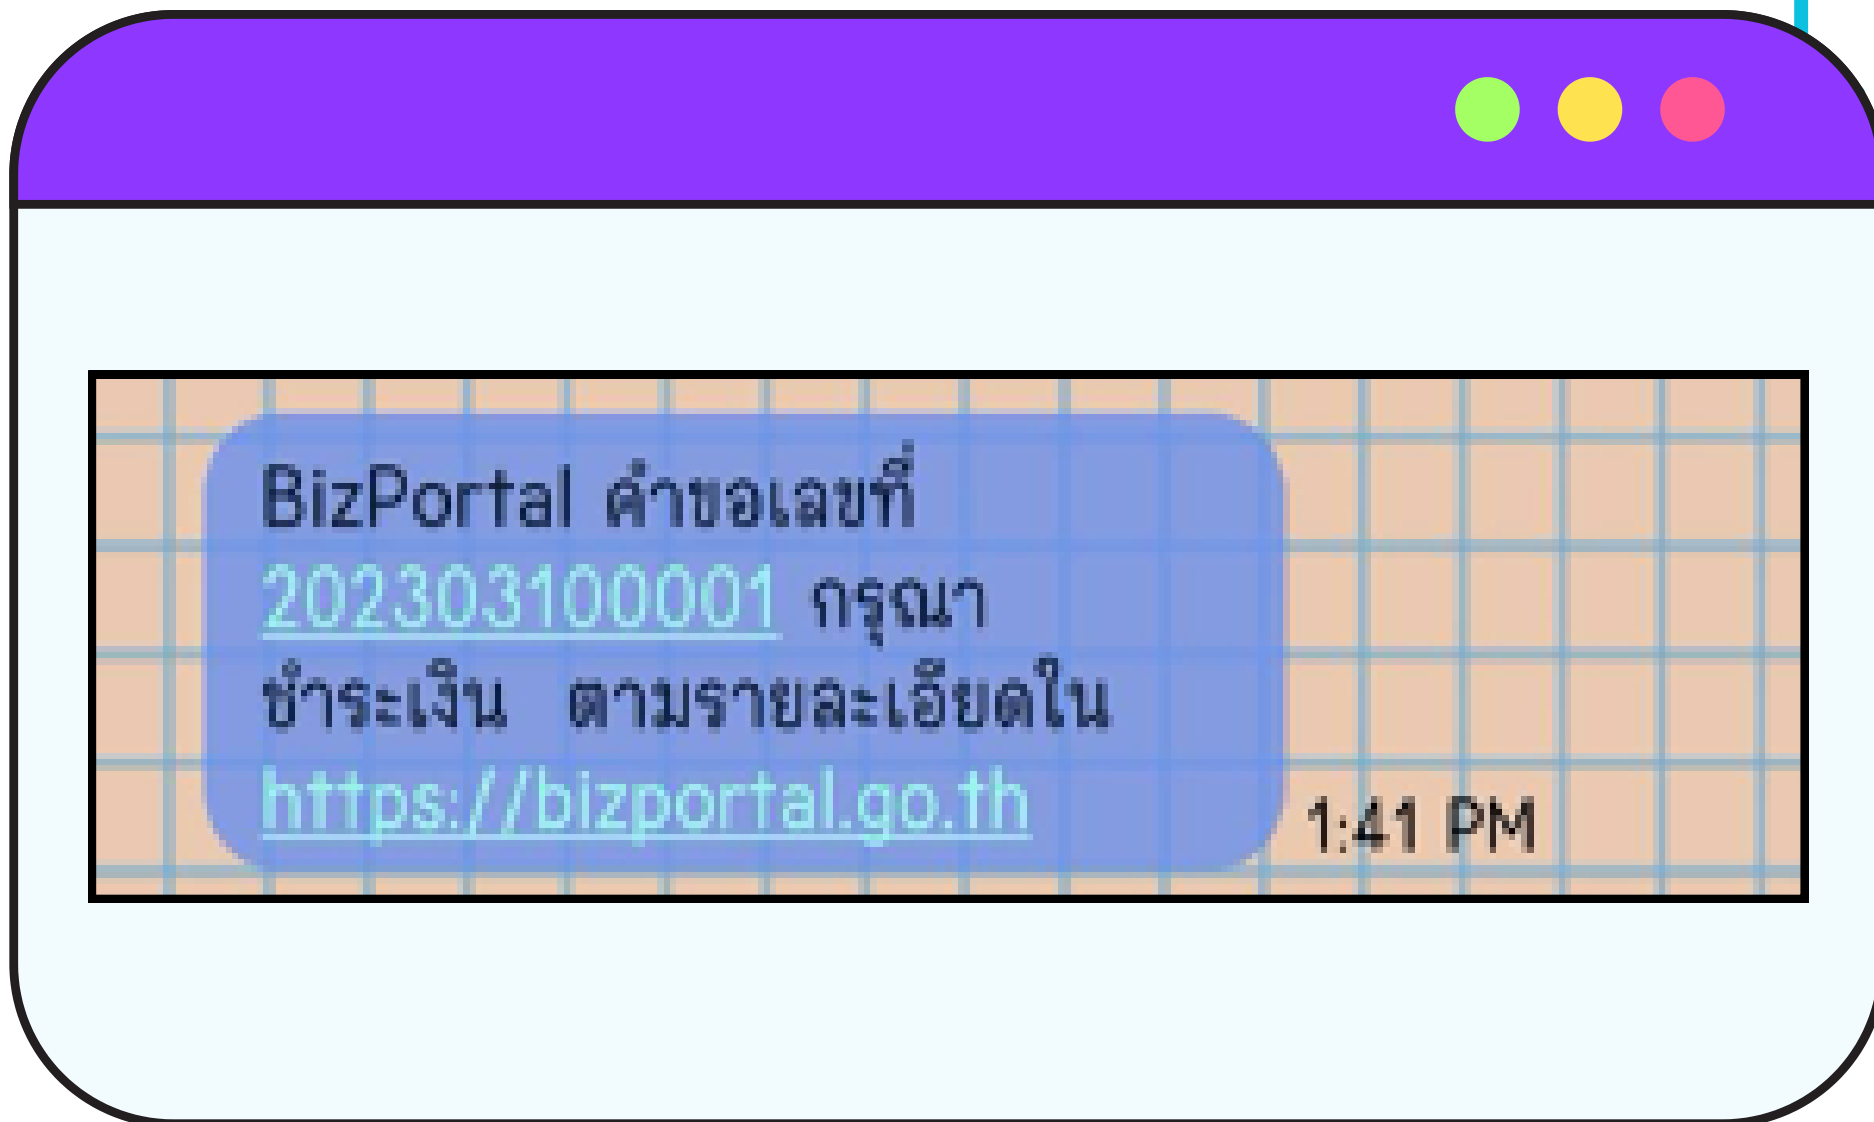 BizPortal คำขอเลขที่
202303100001 กรุณา
ชำระเงิน ตามรายละเอียดใน
https://bizportal.go.th
1:41 PM